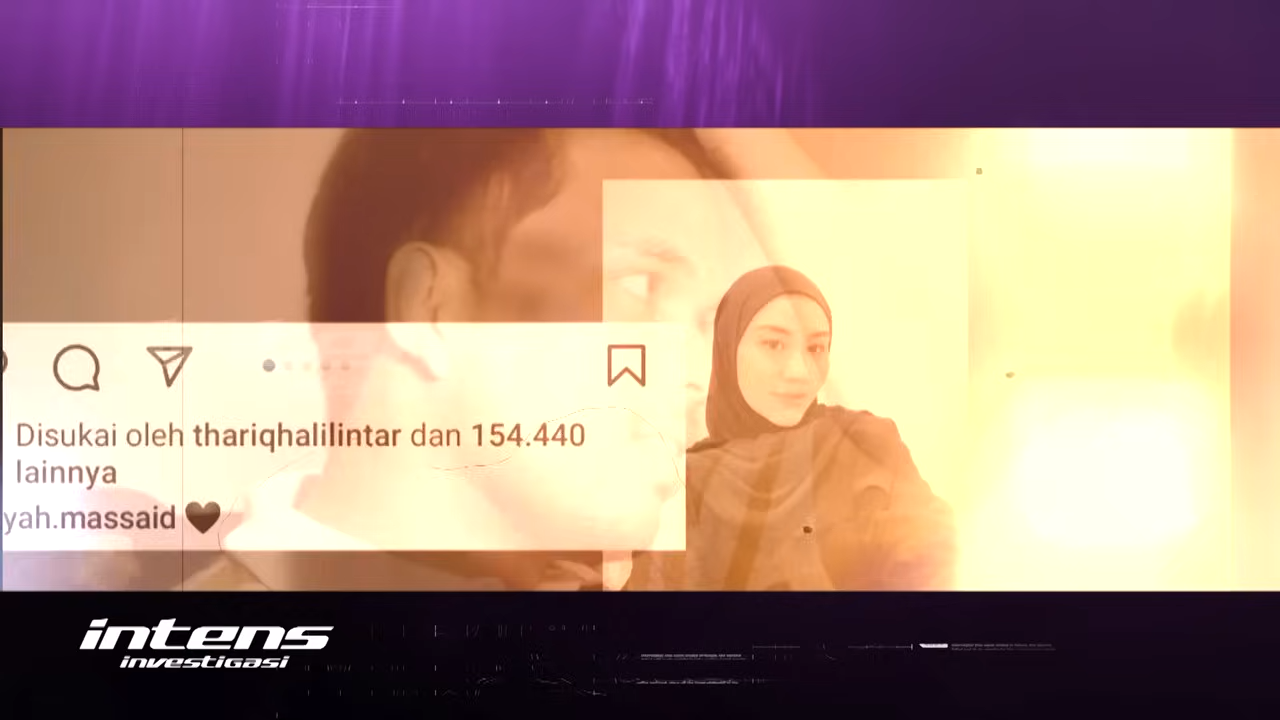 Disukai oleh thariqhalilintar dan 154.440
lainnya
yah.massaid 🖤
intens
investigasi